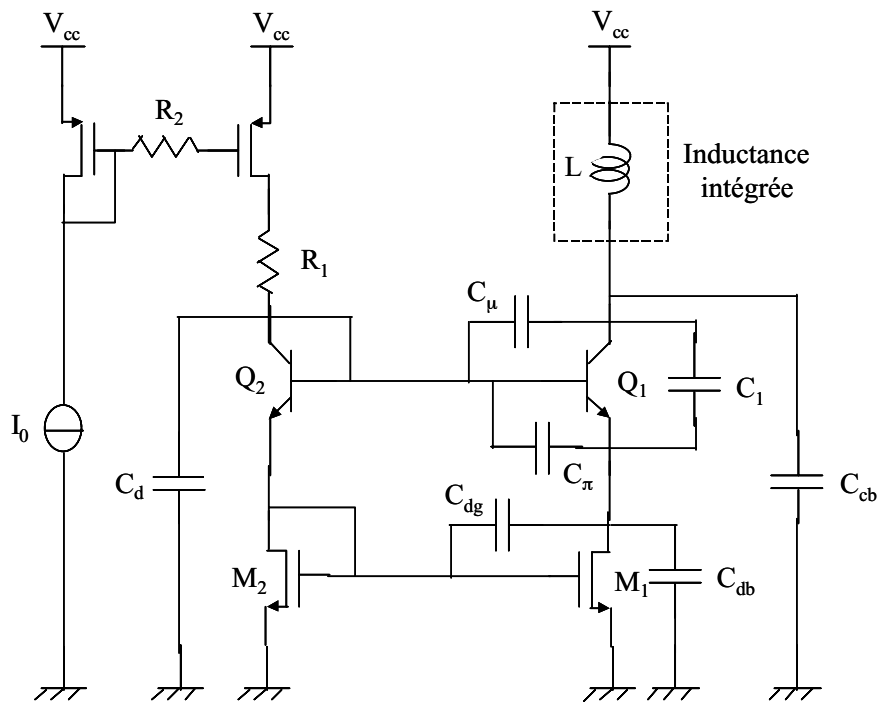 Vcc
Vcc
Vcc
R2
L
Inductance
intégrée
R1
Cμ
Q2
Q1
C1
I0
Cπ
Cd
Cdg
Ccb
M2
M1
Cdb